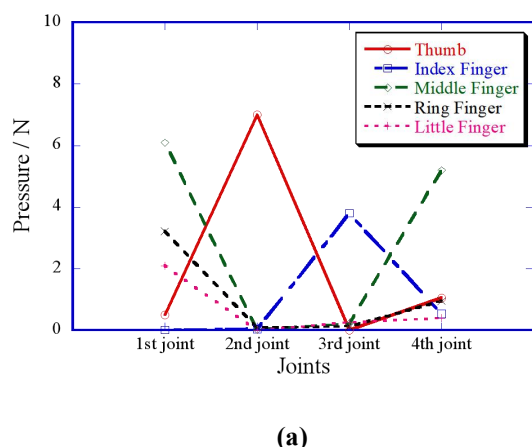 10
8
6
4
2
0
Pressure / N
Thumb
Index Finger
Middle Finger
Ring Finger
Little Finger
1st joint 2nd joint 3rd joint 4th joint
Joints
(a)